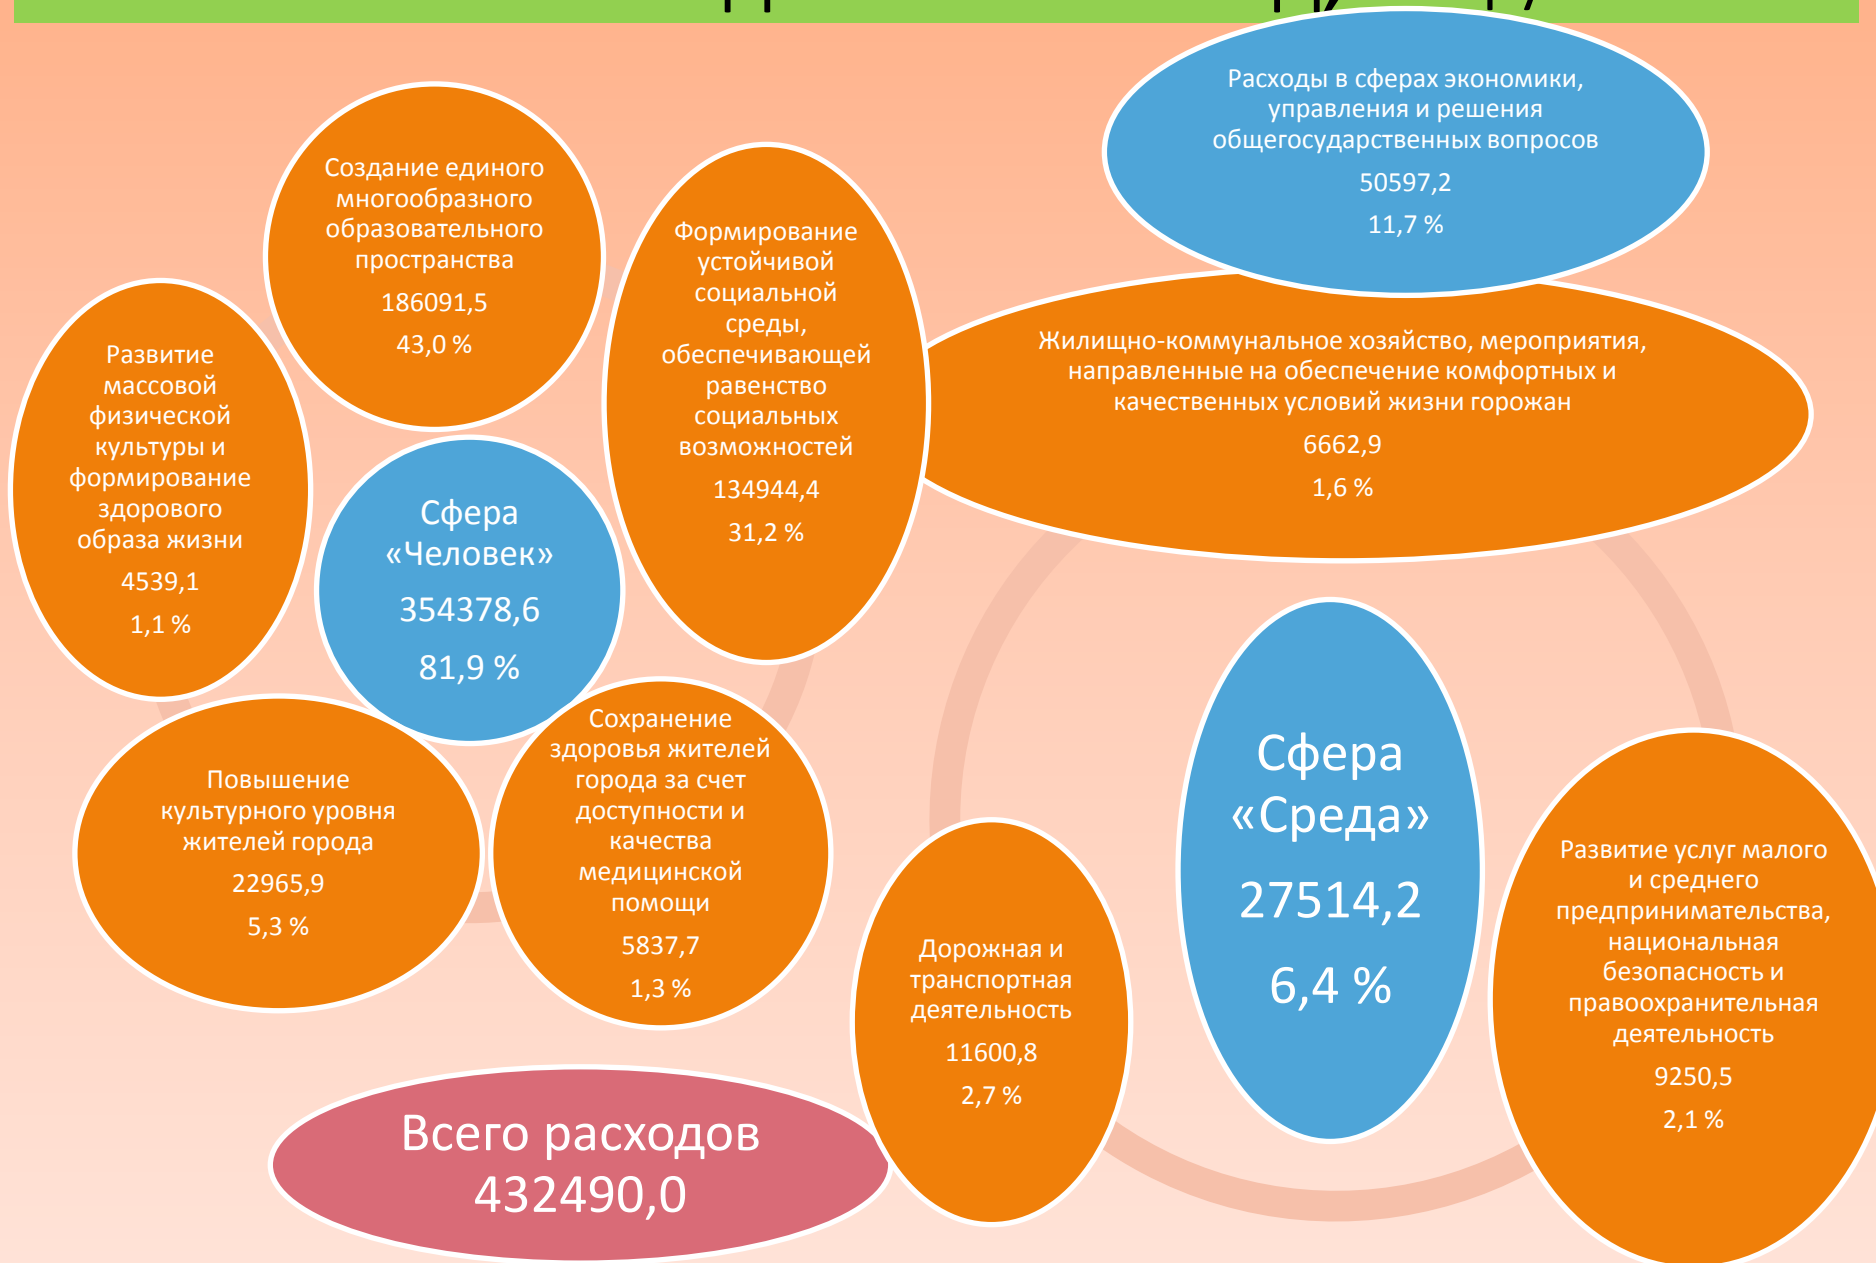 Создание единого
многообразного
образовательного
пространства
186091,5
43,0 %
Формирование
устойчивой
социальной
среды,
обеспечивающей
равенство
социальных
возможностей
134944,4
31,2 %
Развитие
массовой
физической
культуры и
формирование
здорового
образа жизни
4539,1
1,1 %
Сфера
«Человек»
354378,6
81,9 %
Повышение
культурного уровня
жителей города
22965,9
5,3 %
Сохранение
здоровья жителей
города за счет
доступности и
качества
медицинской
помощи
5837,7
1,3 %
Расходы в сферах экономики,
управления и решения
общегосударственных вопросов
50597,2
11,7 %
Жилищно-коммунальное хозяйство, мероприятия,
направленные на обеспечение комфортных и
качественных условий жизни горожан
6662,9
1,6 %
Сфера
«Среда»
27514,2
6,4 %
Дорожная и
транспортная
деятельность
11600,8
2,7 %
Развитие услуг малого
и среднего
предпринимательства,
национальная
безопасность и
правоохранительная
деятельность
9250,5
2,1 %
Всего расходов
432490,0